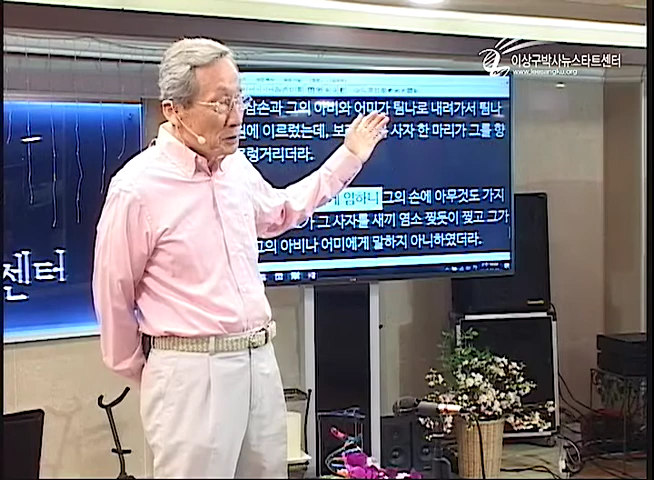 이상구박사뉴스타트센터
www.leesangku.org
삼손과 그의 아비와 어미가 딤나로 내려가서 딤나
에 이르렀는데, 사자 한 마리가 그를 향
렁거리더라.
임하니 그의 손에 아무것도 가지
그 사자를 새끼 염소 찢듯이 찢고 그가
그의 아비나 어미에게 말하지 아니하였더라.
센터